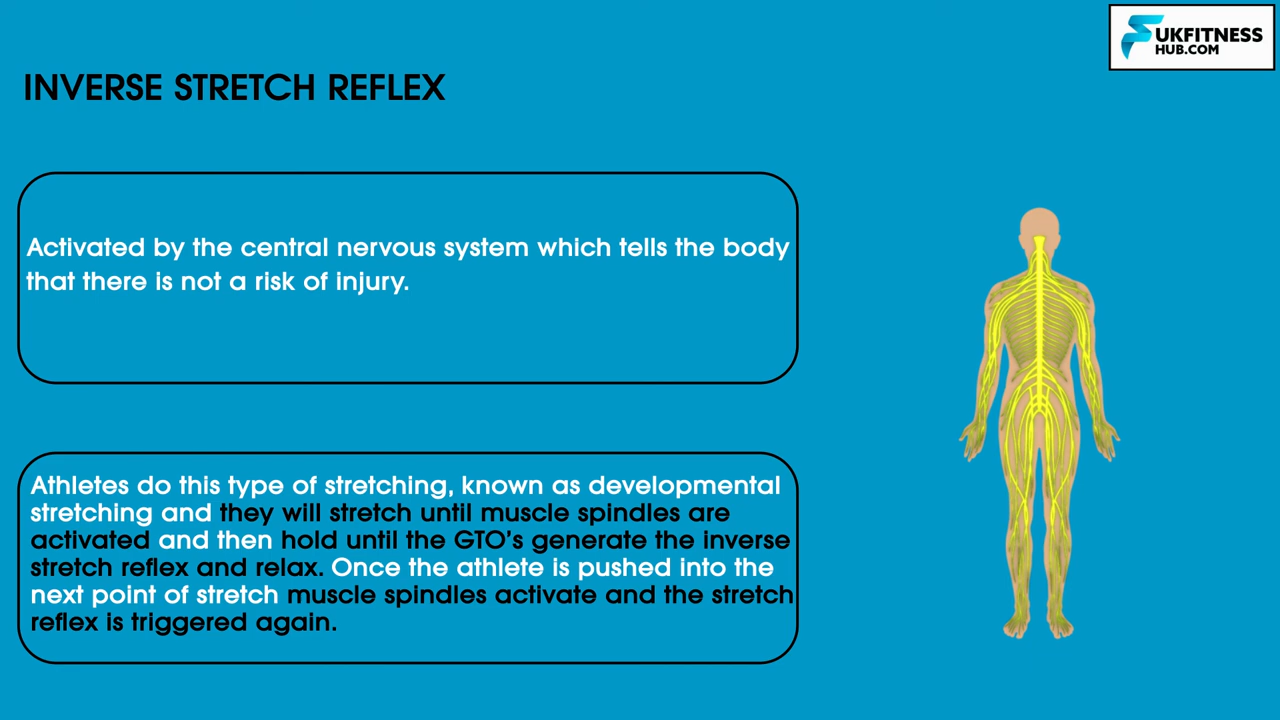 UKFITNESS
HUB.COM
INVERSE STRETCH REFLEX
Activated by the central nervous system which tells the body
that there is not a risk of injury.
Athletes do this type of stretching, known as developmental
stretching and they will stretch until muscle spindles are
activated and then hold until the GTO’s generate the inverse
stretch reflex and relax. Once the athlete is pushed into the
next point of stretch muscle spindles activate and the stretch
reflex is triggered again.